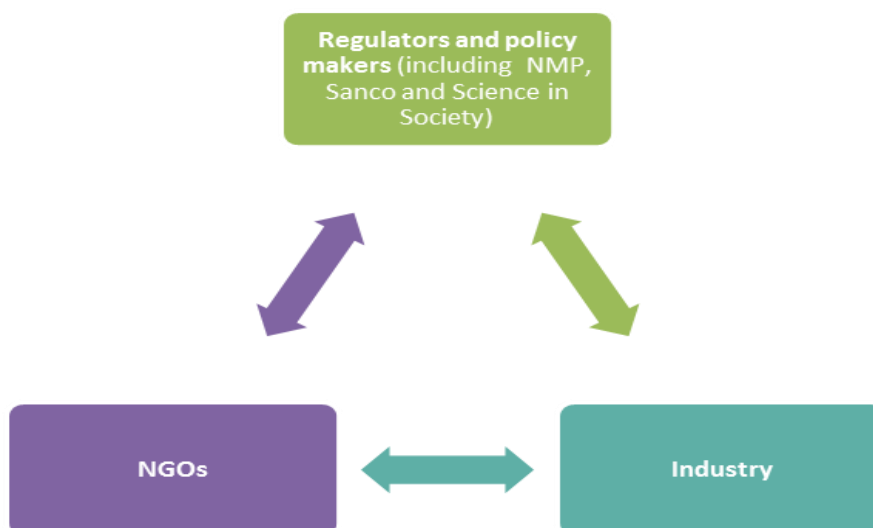 Regulators and policy
makers (including NMP,
Sanco and Science in
Society)
NGOs
Industry